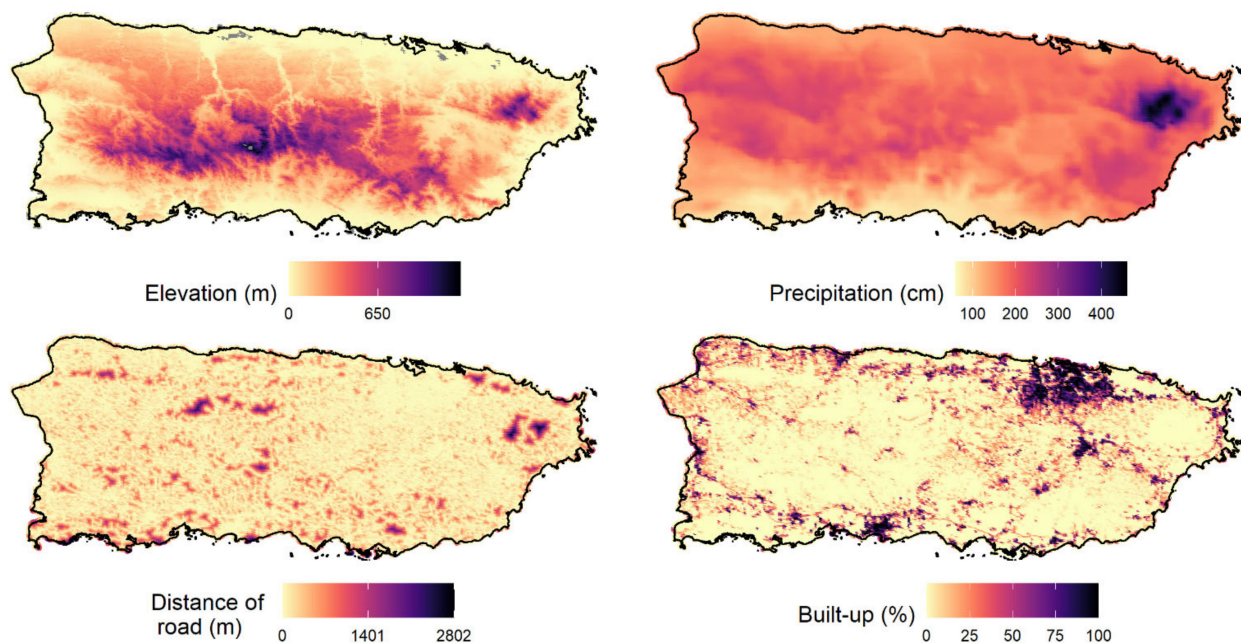 Elevation (m)
0 650
Precipitation (cm)
100 200 300 400
Distance of
road (m)
0 1401 2802
Built-up (%)
0 25 50 75 100